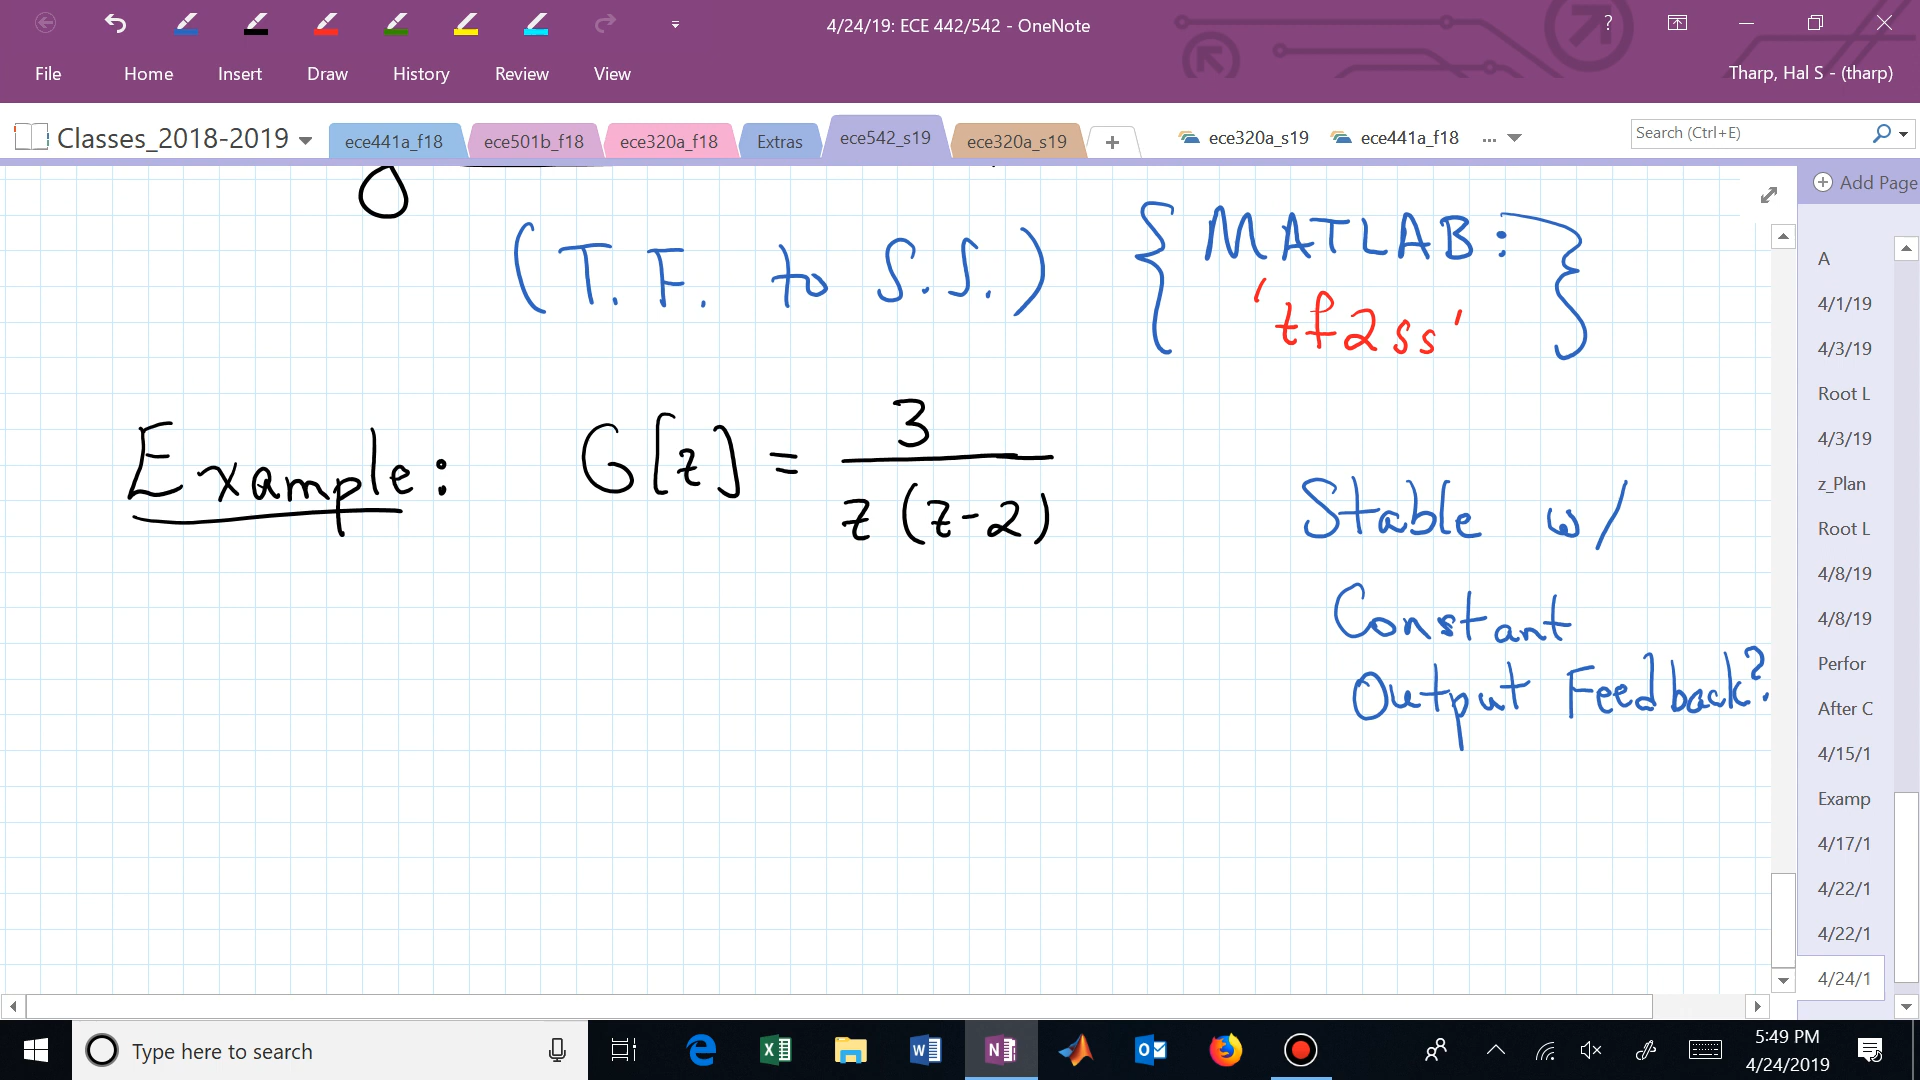 4/24/19: ECE 442/542 - OneNote
?
File Home Insert Draw History Review View
Tharp, Hal S - (tharp)
Classes_2018-2019
ece441a_f18
ece501b_f18
ece320a_f18
Extras
ece542_s19
ece320a_s19
+
ece320a_s19
ece441a_f18
...
Search (Ctrl+E)
Add Page
(T.F. to S.S.) { MATLAB: }
'tf2ss'
Example: G[z] = 3 / z(z-2)
Stable w/
Constant
Output Feedback?
A
4/1/19
4/3/19
Root L
4/3/19
z_Plan
Root L
4/8/19
4/8/19
Perfor
After C
4/15/1
Examp
4/17/1
4/22/1
4/22/1
4/24/1
Type here to search
5:49 PM
4/24/2019